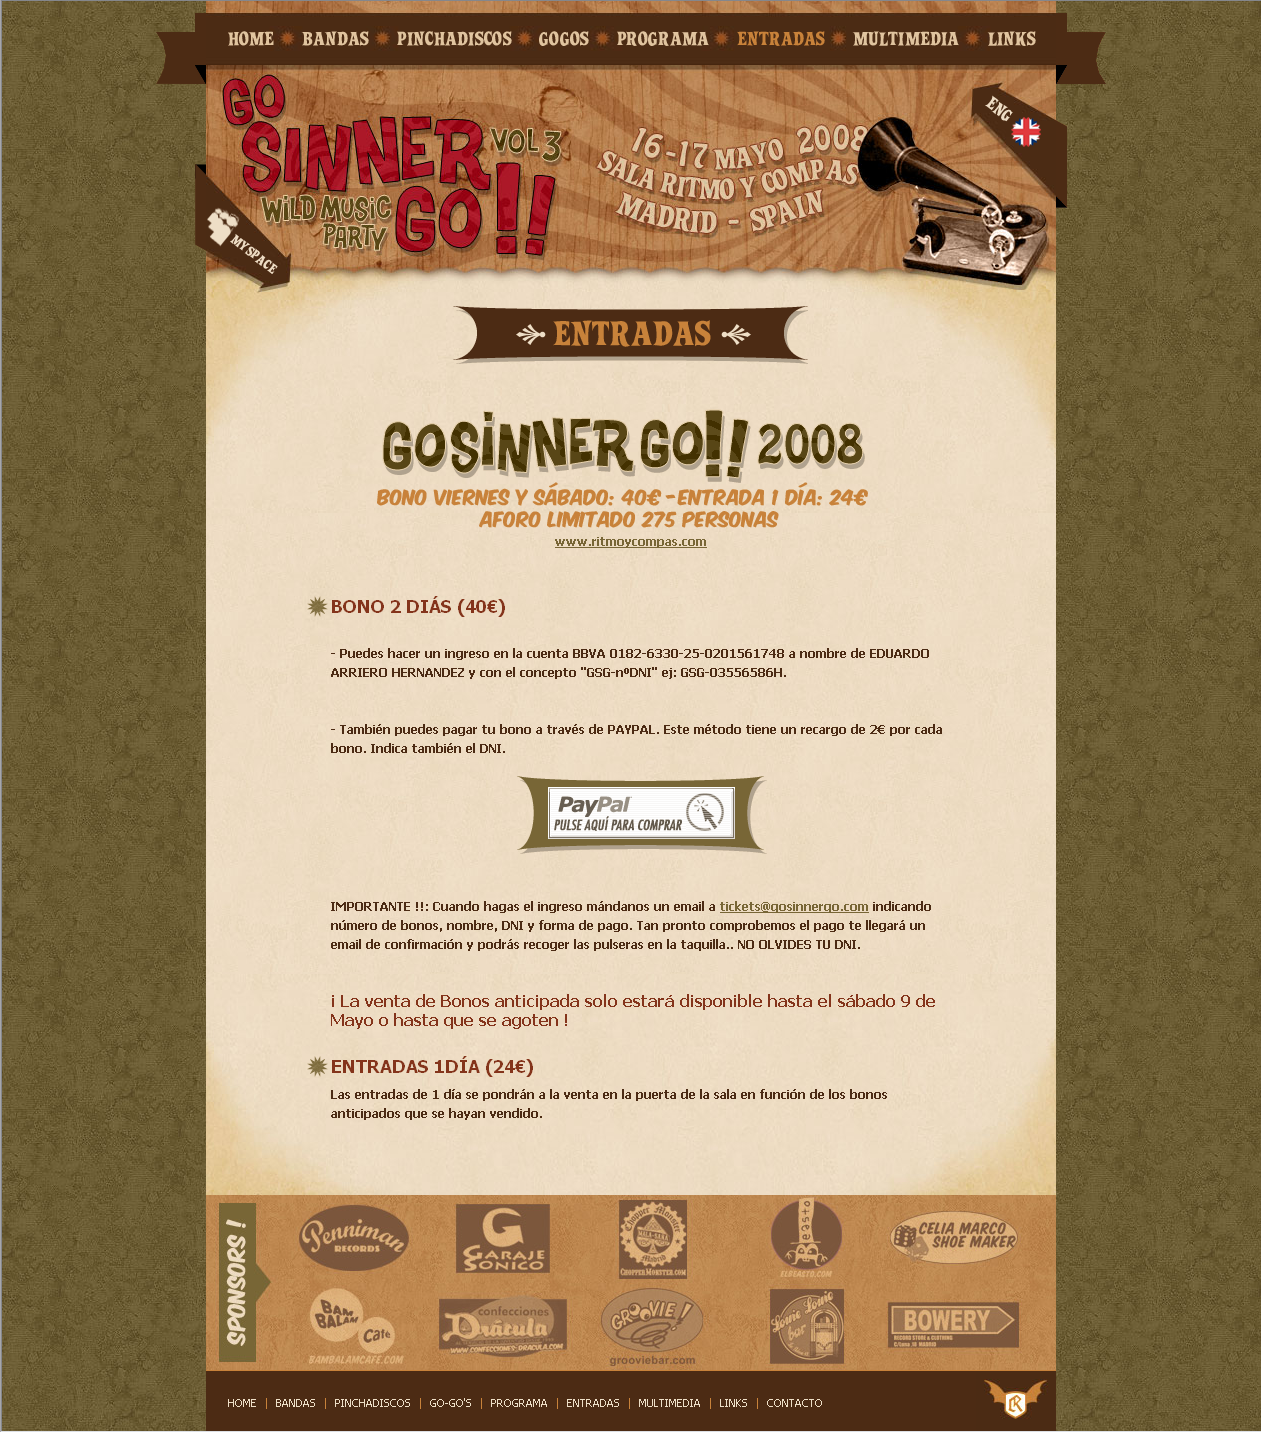 HOME BANDAS PINCHADISCOS GOGOS PROGRAMA ENTRADAS MULTIMEDIA LINKS
GO
SINNER
GO!!
VOL 3
WILD MUSIC
PARTY
16-17 MAYO 2008
SALA RITMO Y COMPAS
MADRID - SPAIN
ENG
MYSPACE
ENTRADAS
GO SINNER GO!! 2008
BONO VIERNES Y SÁBADO: 40€ - ENTRADA 1 DÍA: 24€
AFORO LIMITADO 275 PERSONAS
www.ritmoycompas.com
BONO 2 DIÁS (40€)
- Puedes hacer un ingreso en la cuenta BBVA 0182-6330-25-0201561748 a nombre de EDUARDO
ARRIERO HERNANDEZ y con el concepto "GSG-nºDNI" ej: GSG-03556586H.
- También puedes pagar tu bono a través de PAYPAL. Este método tiene un recargo de 2€ por cada
bono. Indica también el DNI.
PayPal
PULSE AQUÍ PARA COMPRAR
IMPORTANTE !!: Cuando hagas el ingreso mándanos un email a tickets@gosinnergo.com indicando
número de bonos, nombre, DNI y forma de pago. Tan pronto comprobemos el pago te llegará un
email de confirmación y podrás recoger las pulseras en la taquilla.. NO OLVIDES TU DNI.
¡ La venta de Bonos anticipada solo estará disponible hasta el sábado 9 de
Mayo o hasta que se agoten !
ENTRADAS 1DÍA (24€)
Las entradas de 1 día se pondrán a la venta en la puerta de la sala en función de los bonos
anticipados que se hayan vendido.
SPONSORS !
Penniman
RECORDS
G
GARAJE
SONICO
Chopper Monster
Madrid
CHOPPERMONSTER.COM
Beasto
ELBEASTO.COM
CELIA MARCO
SHOE MAKER
BAM
BALAM
Cafe
BAMBALAMCAFE.COM
confecciones
Drácula
WWW.CONFECCIONES-DRACULA.COM
GROOVIE!
grooviebar.com
Louie Louie
bar
BOWERY
RECORD STORE & CLOTHING
HOME | BANDAS | PINCHADISCOS | GO-GO'S | PROGRAMA | ENTRADAS | MULTIMEDIA | LINKS | CONTACTO